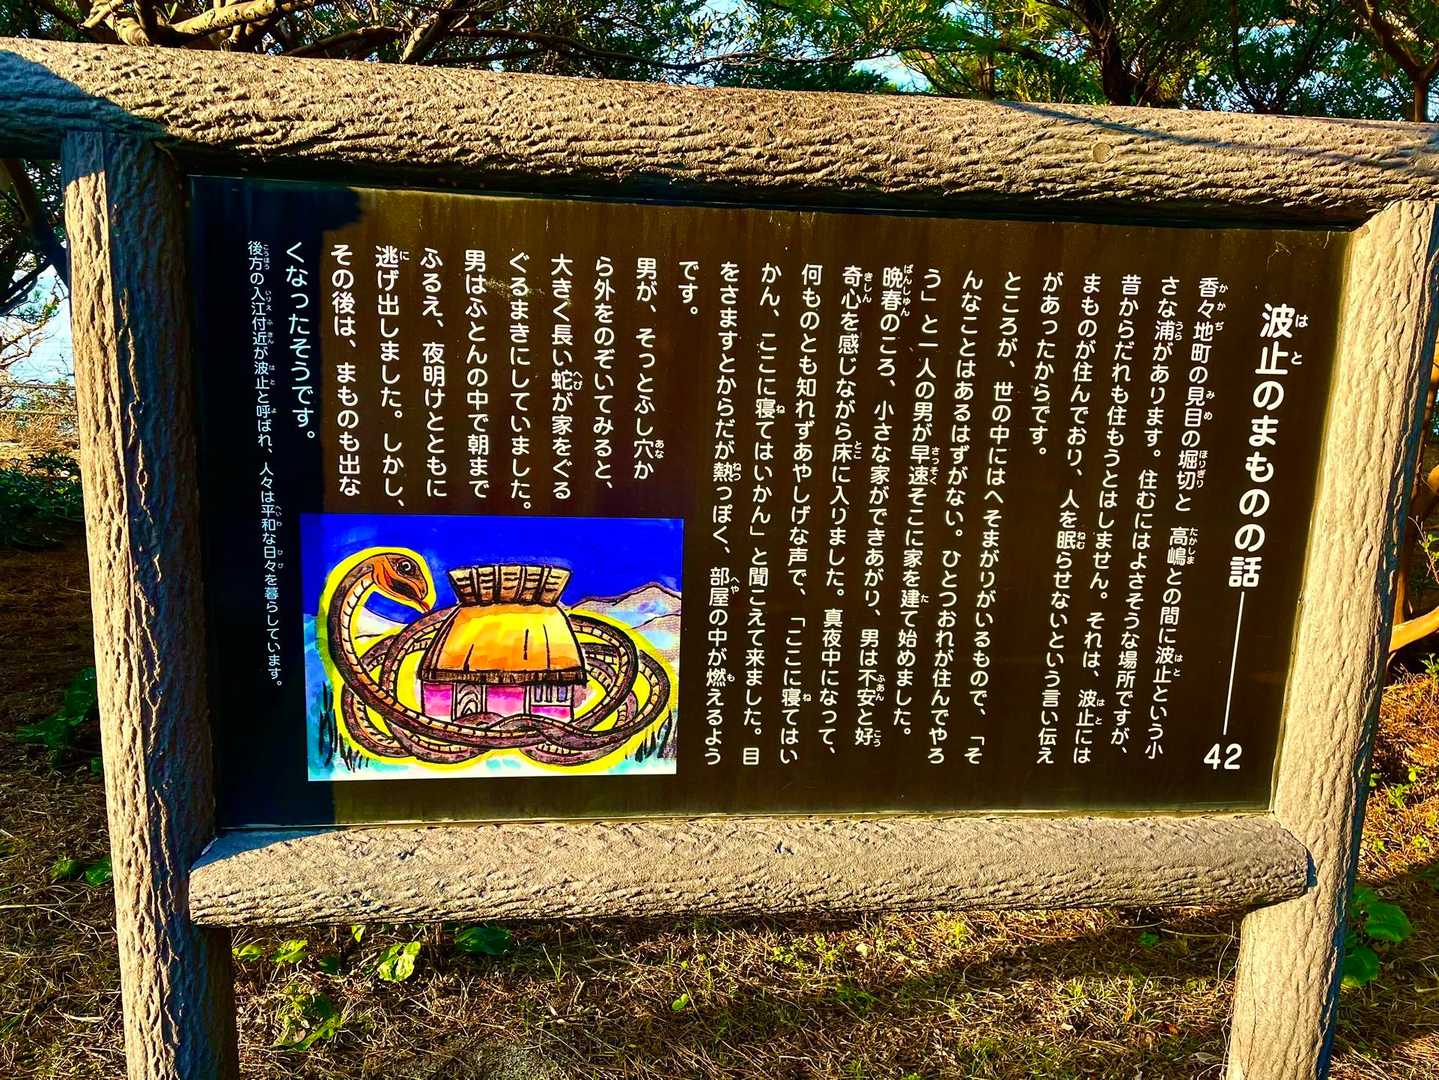 波止のまものの話――42
香々地町の見目の堀切と　高嶋との間に波止という小
さな浦があります。住むにはよさそうな場所ですが、
昔からだれも住もうとはしません。それは、波止には
まものが住んでおり、人を眠らせないという言い伝え
があったからです。
ところが、世の中にはへそまがりがいるもので、「そ
んなことはあるはずがない。ひとつおれが住んでやろ
う」と一人の男が早速そこに家を建て始めました。
晩春のころ、小さな家ができあがり、男は不安と好
奇心を感じながら床に入りました。真夜中になって、
何ものとも知れずあやしげな声で、「ここに寝てはい
かん、ここに寝てはいかん」と聞こえて来ました。目
をさますとからだが熱っぽく、部屋の中が燃えるよう
です。
男が、そっとふし穴か
ら外をのぞいてみると、
大きく長い蛇が家をぐる
ぐるまきにしていました。
男はふとんの中で朝まで
ふるえ、夜明けとともに
逃げ出しました。しかし、
その後は、まものも出な
くなったそうです。
後方の入江付近が波止と呼ばれ、人々は平和な日々を暮らしています。